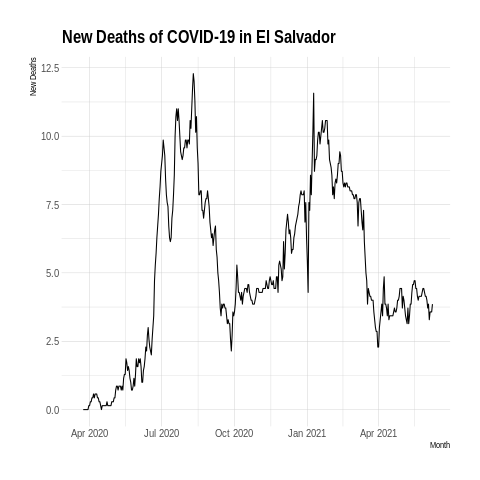 New Deaths of COVID-19 in El Salvador
New Deaths
12.5
10.0
7.5
5.0
2.5
0.0
Apr 2020 Jul 2020 Oct 2020 Jan 2021 Apr 2021
Month